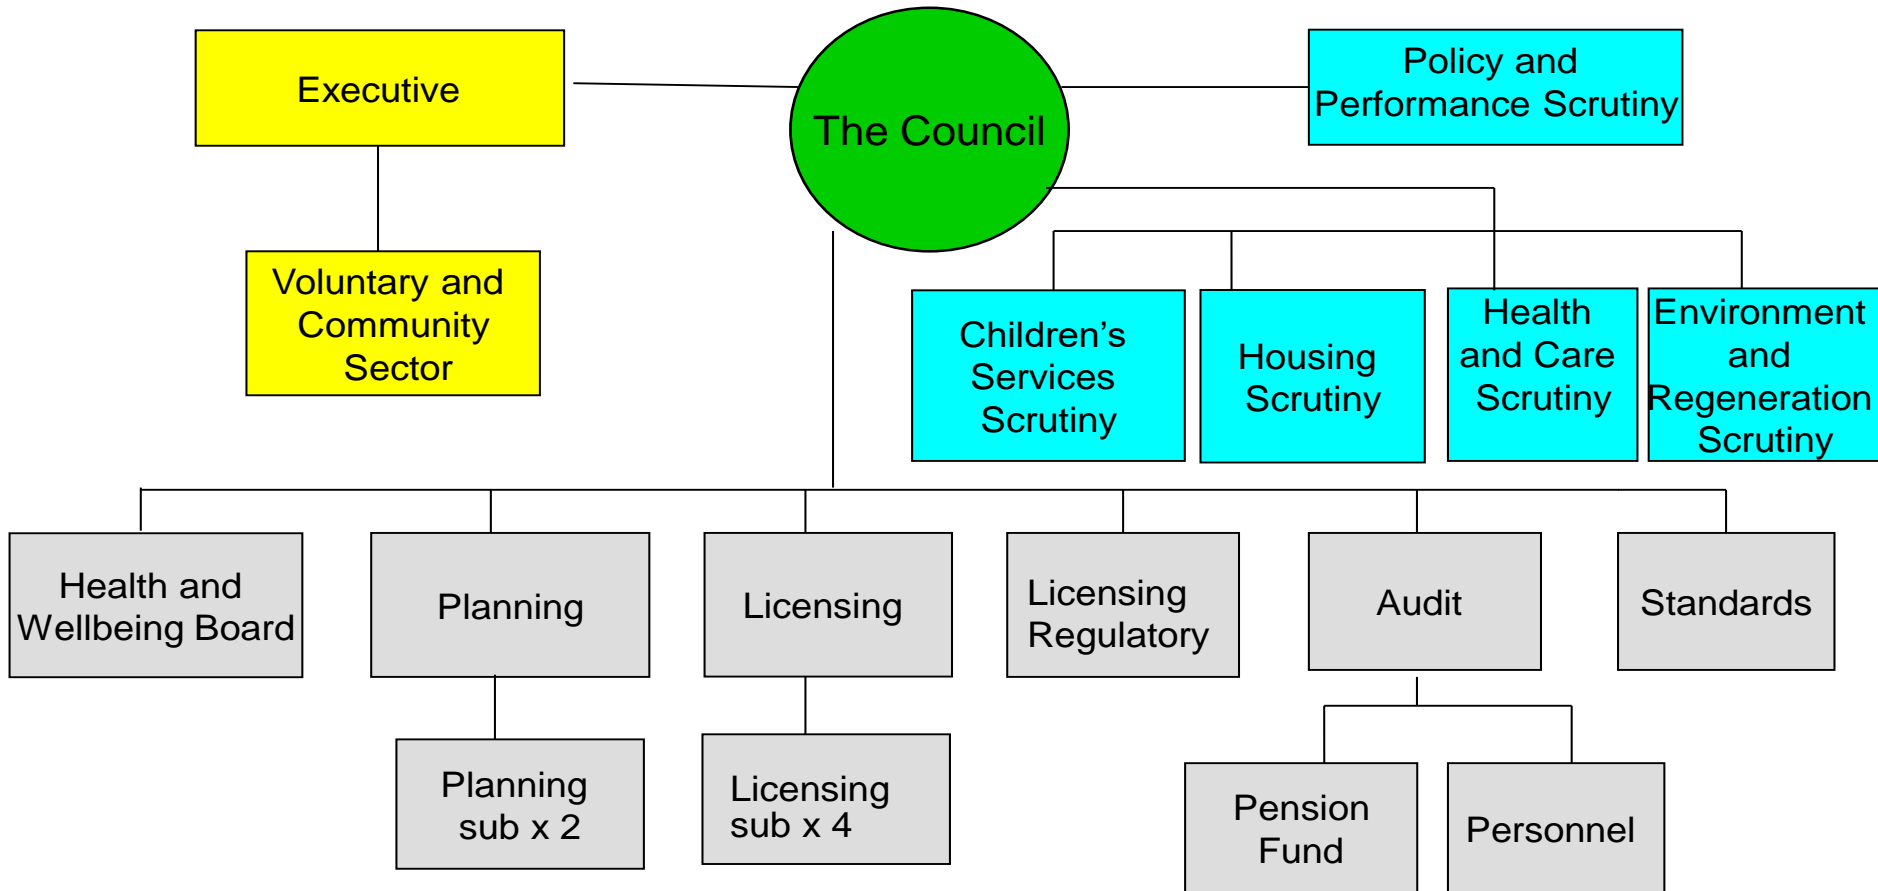 Executive
The Council
Policy and
Performance Scrutiny
Voluntary and
Community
Sector
Children’s
Services
Scrutiny
Housing
Scrutiny
Health
and Care
Scrutiny
Environment
and
Regeneration
Scrutiny
Health and
Wellbeing Board
Planning
Licensing
Licensing
Regulatory
Audit
Standards
Planning
sub x 2
Licensing
sub x 4
Pension
Fund
Personnel